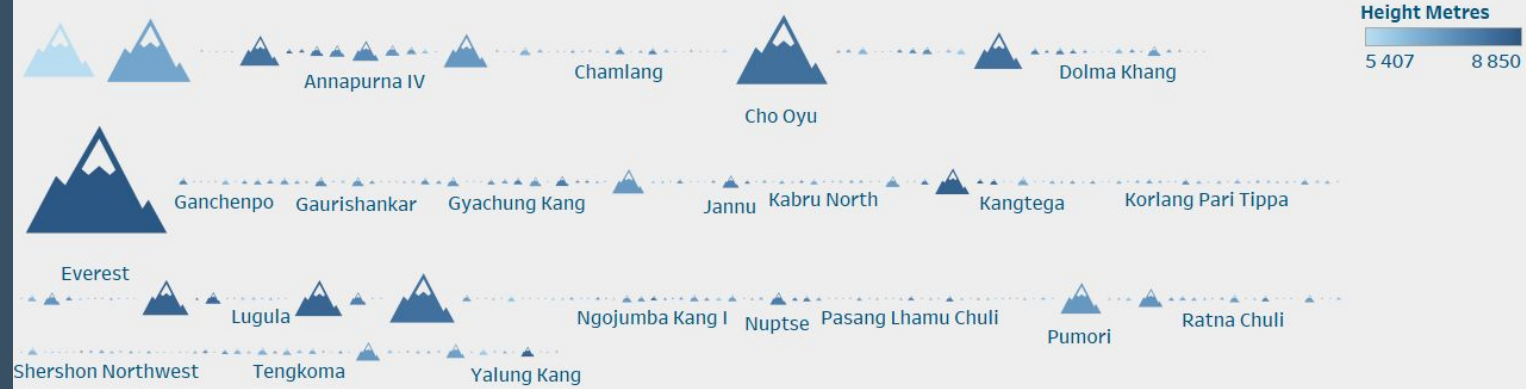 Height Metres
5 407 8 850
Annapurna IV
Chamlang
Dolma Khang
Cho Oyu
Ganchenpo
Gaurishankar
Gyachung Kang
Jannu
Kabru North
Kangtega
Korlang Pari Tippa
Everest
Lugula
Ngojumba Kang I
Nuptse
Pasang Lhamu Chuli
Pumori
Ratna Chuli
Shershon Northwest
Tengkoma
Yalung Kang